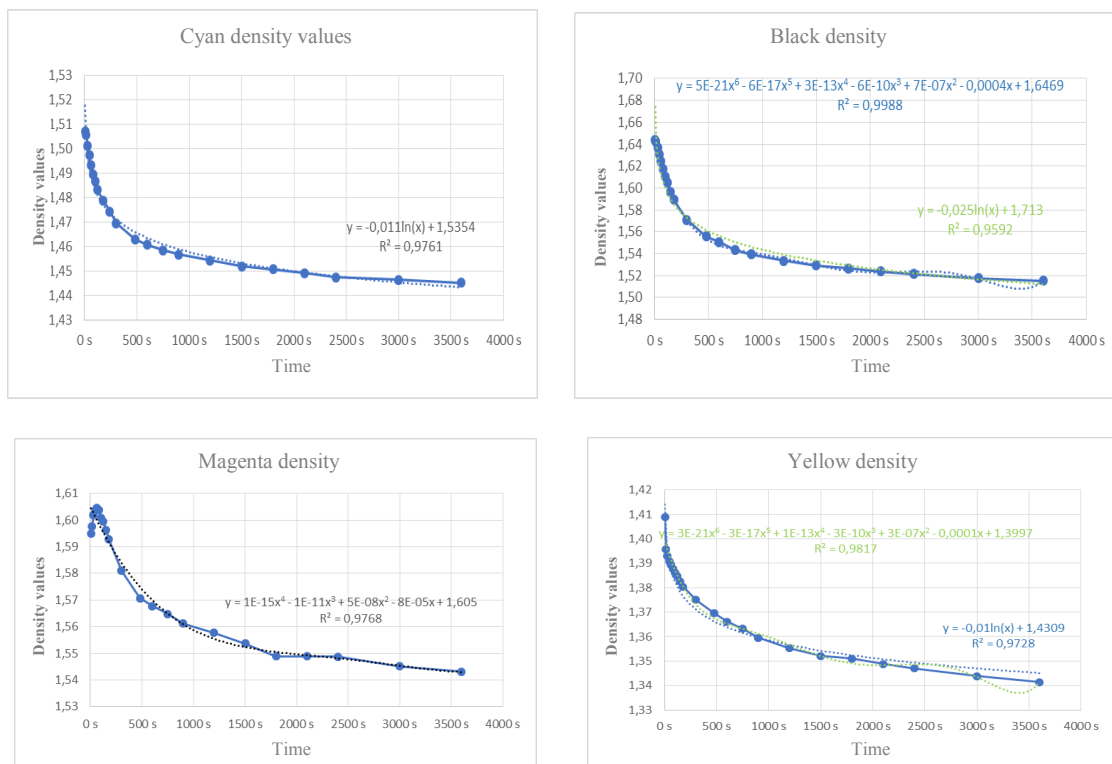 Cyan density values
1,53
1,52
1,51
1,50
1,49
1,48
1,47
1,46
1,45
1,44
1,43
Density values
y = -0,011ln(x) + 1,5354
R² = 0,9761
0 s 500 s 1000 s 1500 s 2000 s 2500 s 3000 s 3500 s 4000 s
Time
Black density
1,70
1,68
1,66
1,64
1,62
1,60
1,58
1,56
1,54
1,52
1,50
1,48
Density values
y = 5E-21x⁶ - 6E-17x⁵ + 3E-13x⁴ - 6E-10x³ + 7E-07x² - 0,0004x + 1,6469
R² = 0,9988
y = -0,025ln(x) + 1,713
R² = 0,9592
0 s 500 s 1000 s 1500 s 2000 s 2500 s 3000 s 3500 s 4000 s
Time
Magenta density
1,61
1,60
1,59
1,58
1,57
1,56
1,55
1,54
1,53
Density values
y = 1E-15x⁴ - 1E-11x³ + 5E-08x² - 8E-05x + 1,605
R² = 0,9768
0 s 500 s 1000 s 1500 s 2000 s 2500 s 3000 s 3500 s 4000 s
Time
Yellow density
1,42
1,41
1,40
1,39
1,38
1,37
1,36
1,35
1,34
1,33
Density values
y = 3E-21x⁶ - 3E-17x⁵ + 1E-13x⁴ - 3E-10x³ + 3E-07x² - 0,0001x + 1,3997
R² = 0,9817
y = -0,01ln(x) + 1,4309
R² = 0,9728
0 s 500 s 1000 s 1500 s 2000 s 2500 s 3000 s 3500 s 4000 s
Time